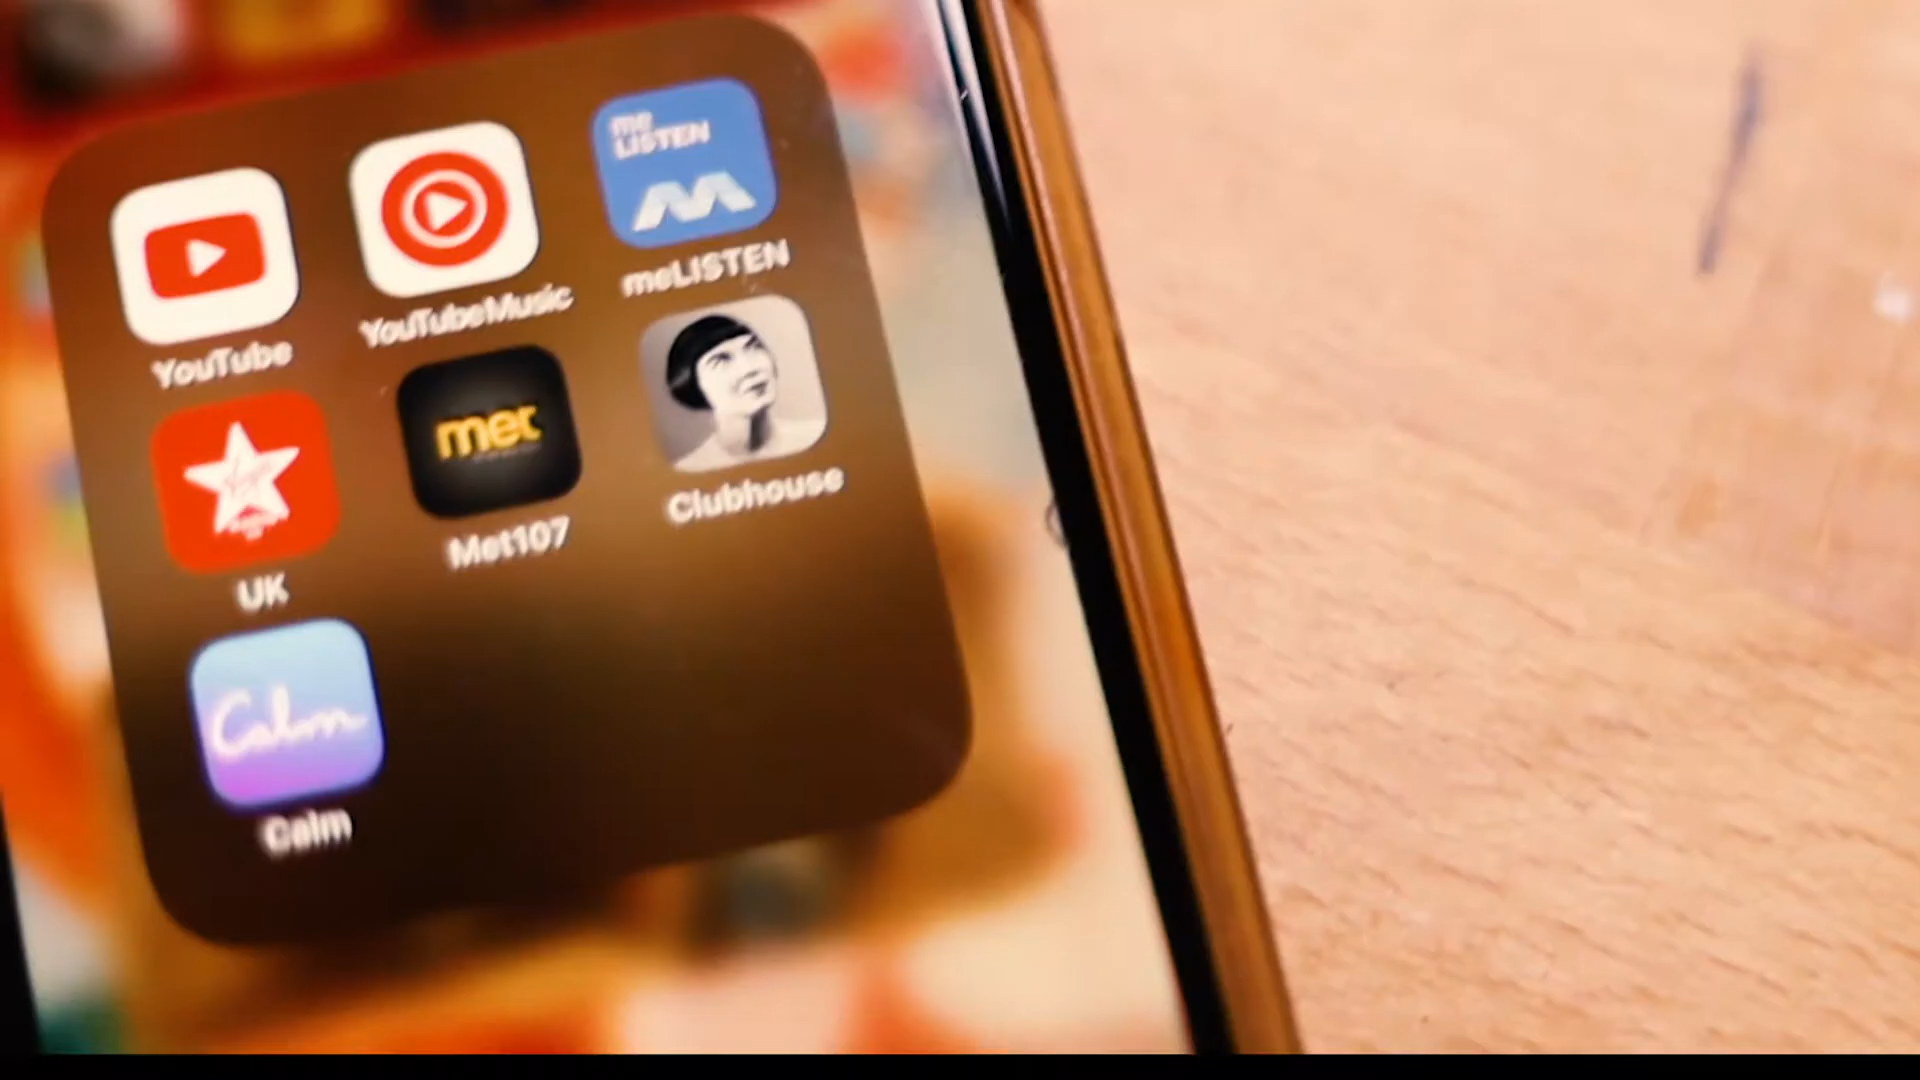 me
LISTEN
YouTube
YouTubeMusic
meLISTEN
met
UK
Met107
Clubhouse
Calm
Calm